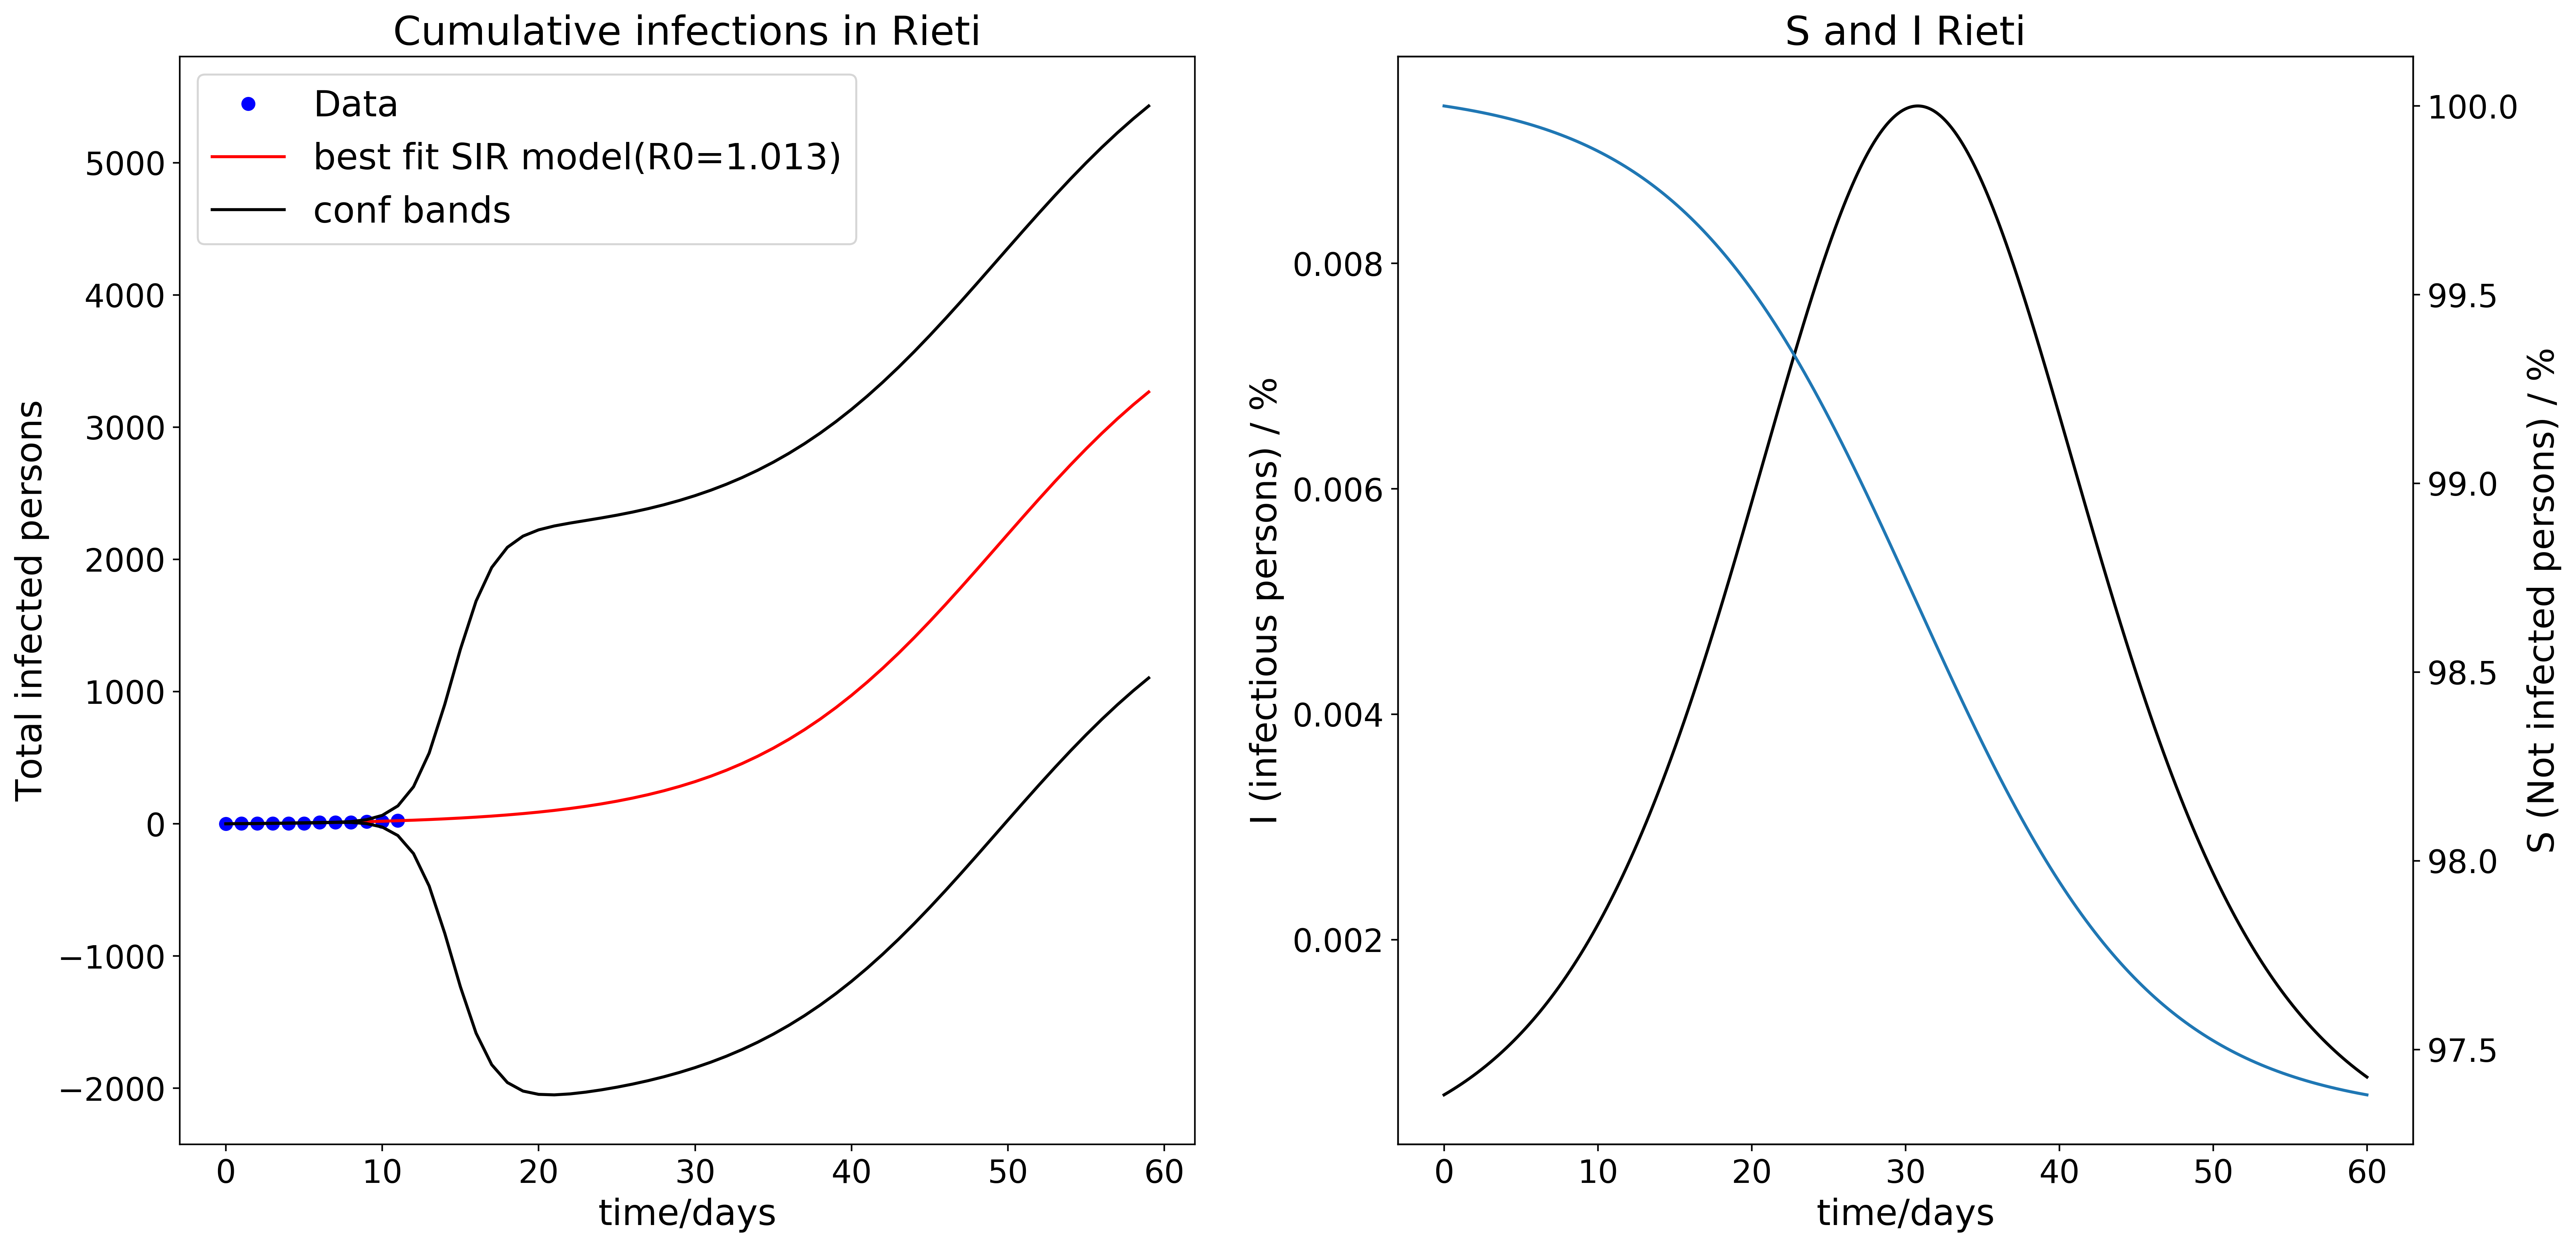 Cumulative infections in Rieti
Data
best fit SIR model(R0=1.013)
conf bands
Total infected persons
5000
4000
3000
2000
1000
0
−1000
−2000
0 10 20 30 40 50 60
time/days
S and I Rieti
I (infectious persons) / %
0.008
0.006
0.004
0.002
100.0
99.5
99.0
98.5
98.0
97.5
S (Not infected persons) / %
0 10 20 30 40 50 60
time/days